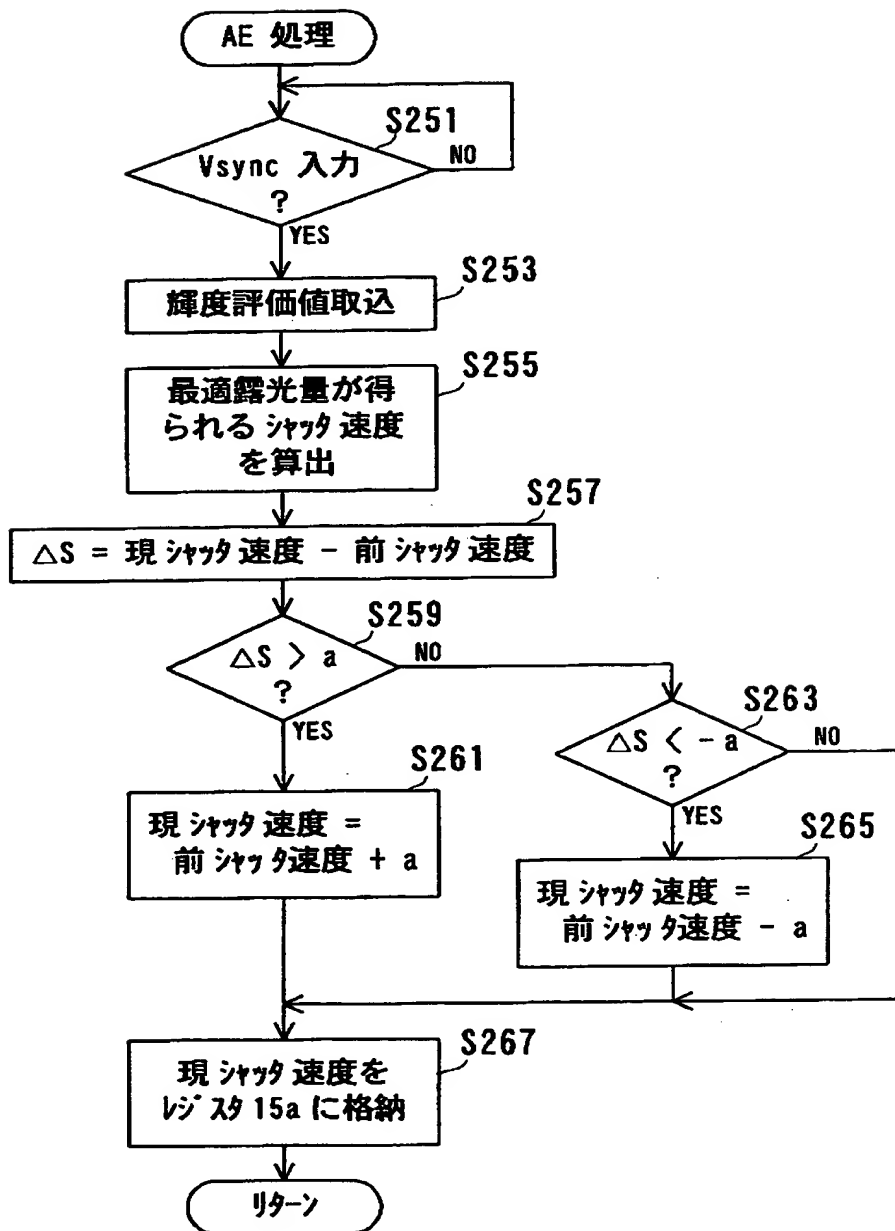 AE 処理
S251
Vsync 入力
?
NO
YES
S253
輝度評価値取込
S255
最適露光量が得
られる シャッタ 速度
を算出
S257
△S = 現 シャッタ 速度 - 前 シャッタ 速度
S259
△S > a
?
NO
YES
S261
現 シャッタ 速度 =
前 シャッタ速度 + a
S263
△S < - a
?
NO
YES
S265
現 シャッタ 速度 =
前 シャッタ速度 - a
S267
現 シャッタ 速度を
レジスタ 15a に格納
リターン